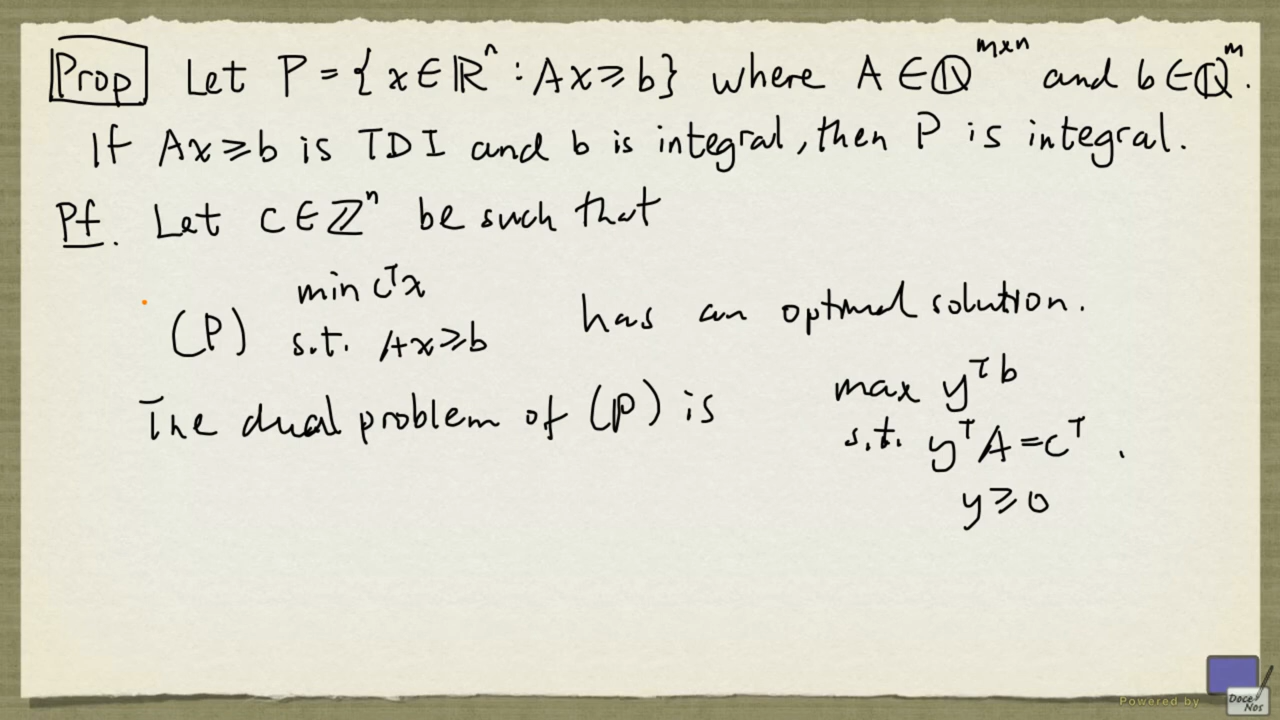 Prop Let P = { x ∈ ℝⁿ : Ax ≥ b } where A ∈ ℚᵐˣⁿ and b ∈ ℚᵐ.
If Ax ≥ b is TDI and b is integral, then P is integral.
Pf. Let c ∈ ℤⁿ be such that
(P) min cᵀx
s.t. Ax ≥ b has an optimal solution.
The dual problem of (P) is max yᵀb
s.t. yᵀA = cᵀ .
y ≥ 0
Powered by Doce Nos